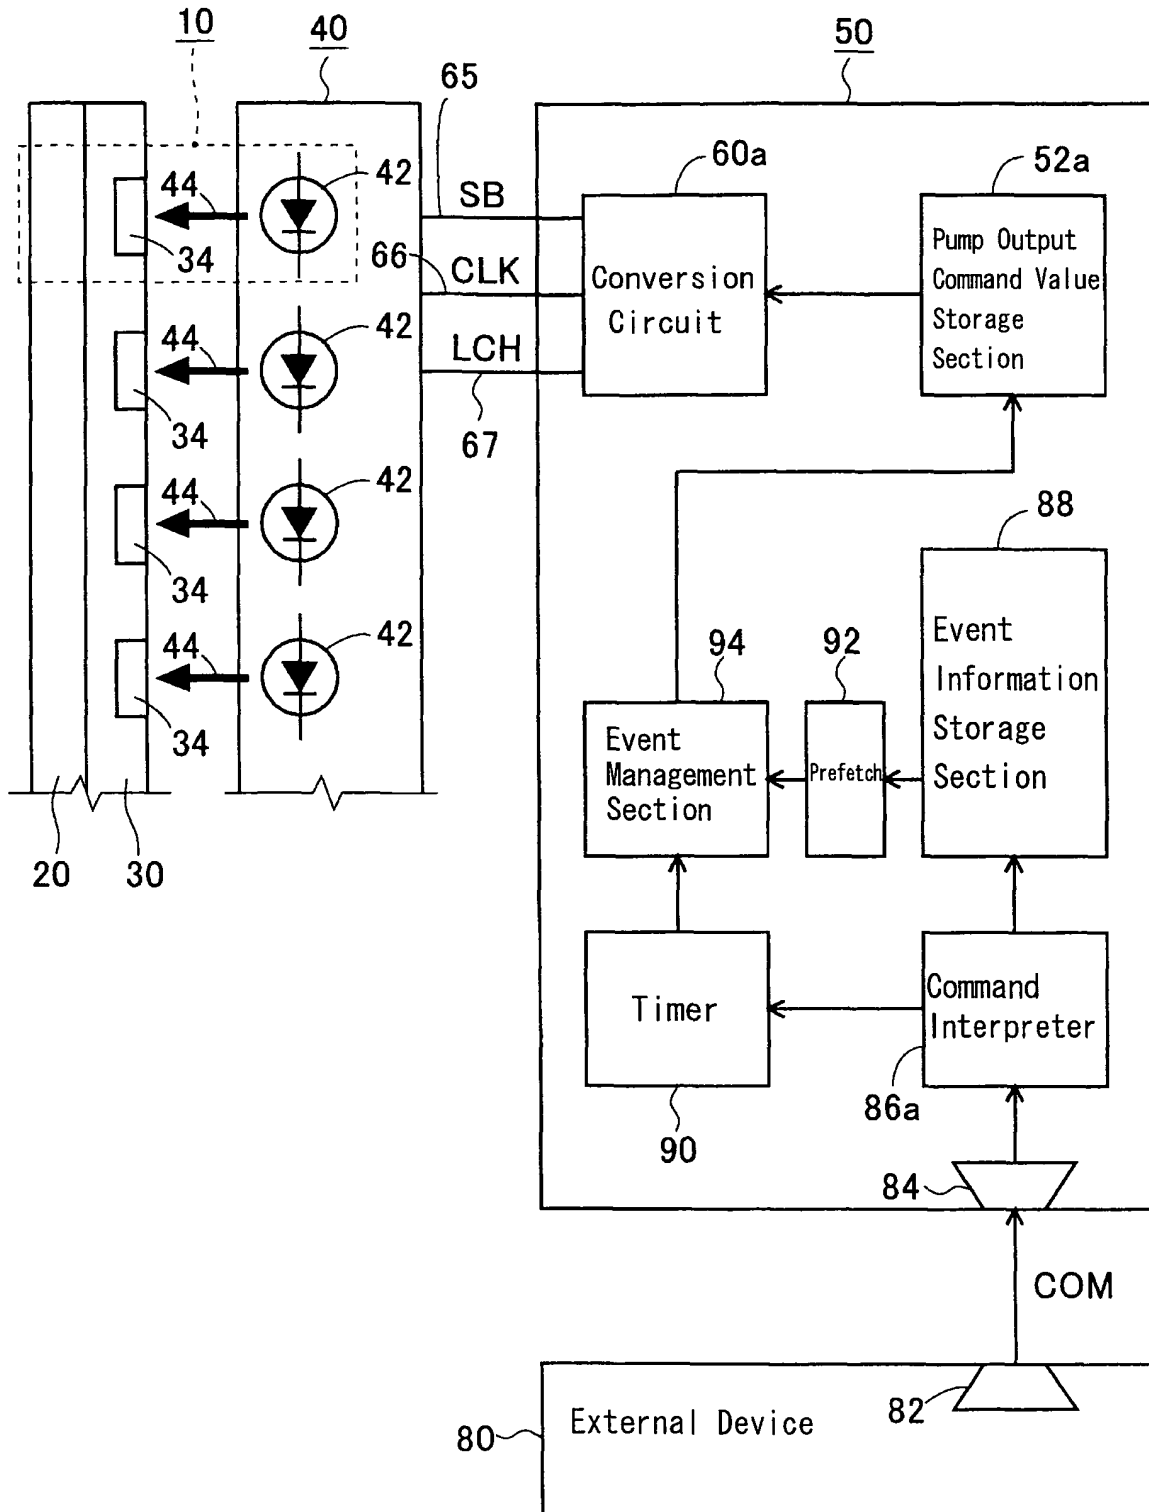 10
40
50
65
60a
52a
42
SB
44
34
66
CLK
Conversion
Circuit
Pump Output
Command Value
Storage
Section
42
LCH
44
34
67
42
44
34
88
Event
Information
Storage
Section
42
44
34
94
92
Event
Management
Section
Prefetch
20
30
Timer
Command
Interpreter
86a
90
84
COM
82
External Device
80